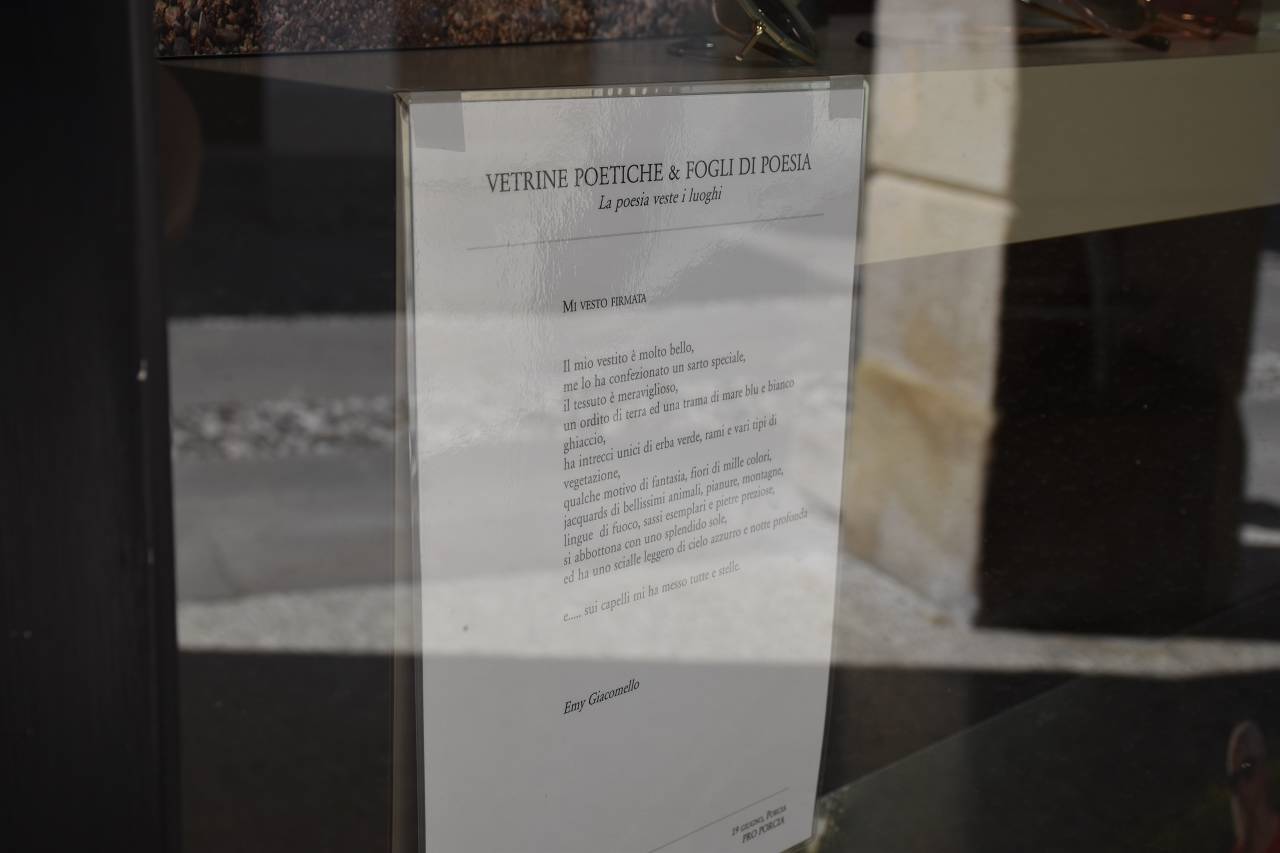 VETRINE POETICHE & FOGLI DI POESIA
La poesia veste i luoghi
MI VESTO FIRMATA
Il mio vestito è molto bello,
me lo ha confezionato un sarto speciale,
il tessuto è meraviglioso,
un ordito di terra ed una trama di mare blu e bianco
ghiaccio,
ha intrecci unici di erba verde, rami e vari tipi di
vegetazione,
qualche motivo di fantasia, fiori di mille colori,
jacquards di bellissimi animali, pianure, montagne,
lingue di fuoco, sassi esemplari e pietre preziose,
si abbottona con uno splendido sole,
ed ha uno scialle leggero di cielo azzurro e notte profonda
e..... sui capelli mi ha messo tutte e stelle.
Emy Giacomello
19 GIUGNO, PORCIA
PRO PORCIA